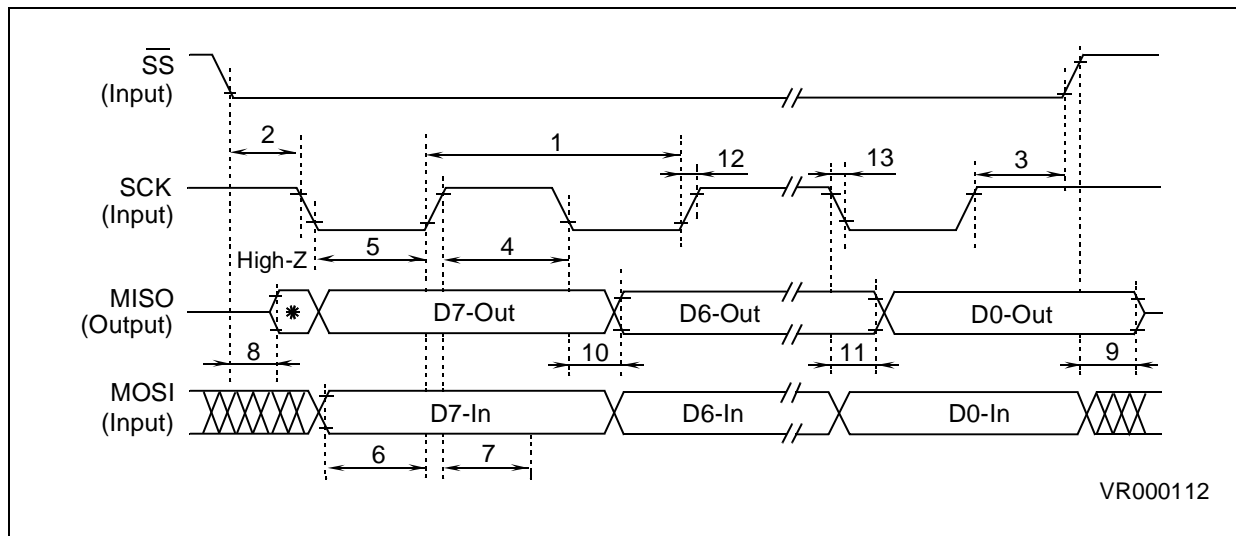 SS
(Input)
2
1
12
13
3
SCK
(Input)
5
4
High-Z
MISO
(Output)
*
D7-Out
D6-Out
D0-Out
8
10
11
9
MOSI
(Input)
D7-In
D6-In
D0-In
6
7
VR000112